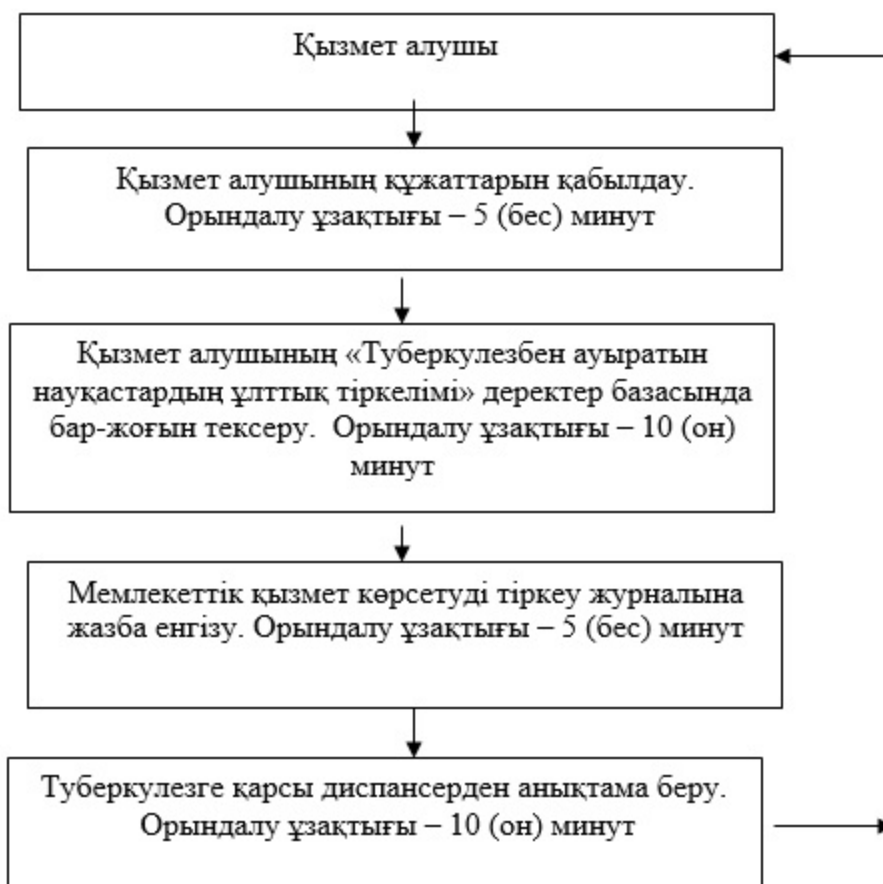 Қызмет алушы
Қызмет алушының құжаттарын қабылдау.
Орындалу ұзақтығы – 5 (бес) минут
Қызмет алушының «Туберкулезбен ауыратын
науқастардың ұлттық тіркелімі» деректер базасында
бар-жоғын тексеру. Орындалу ұзақтығы – 10 (он)
минут
Мемлекеттік қызмет көрсетуді тіркеу журналына
жазба енгізу. Орындалу ұзақтығы – 5 (бес) минут
Туберкулезге қарсы диспансерден анықтама беру.
Орындалу ұзақтығы – 10 (он) минут